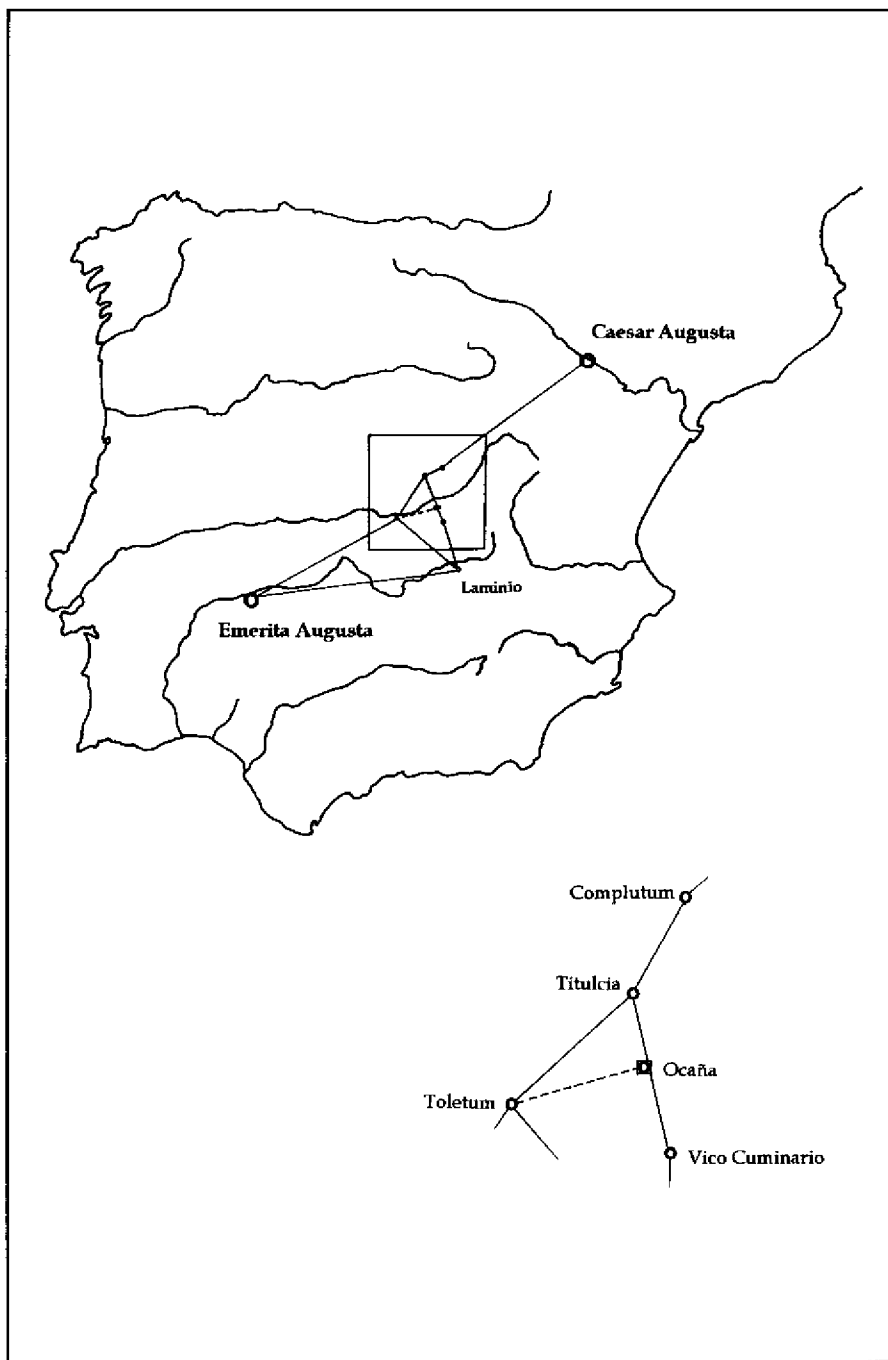 Caesar Augusta
Laminio
Emerita Augusta
Complutum
Titulcia
Ocaña
Toletum
Vico Cuminario